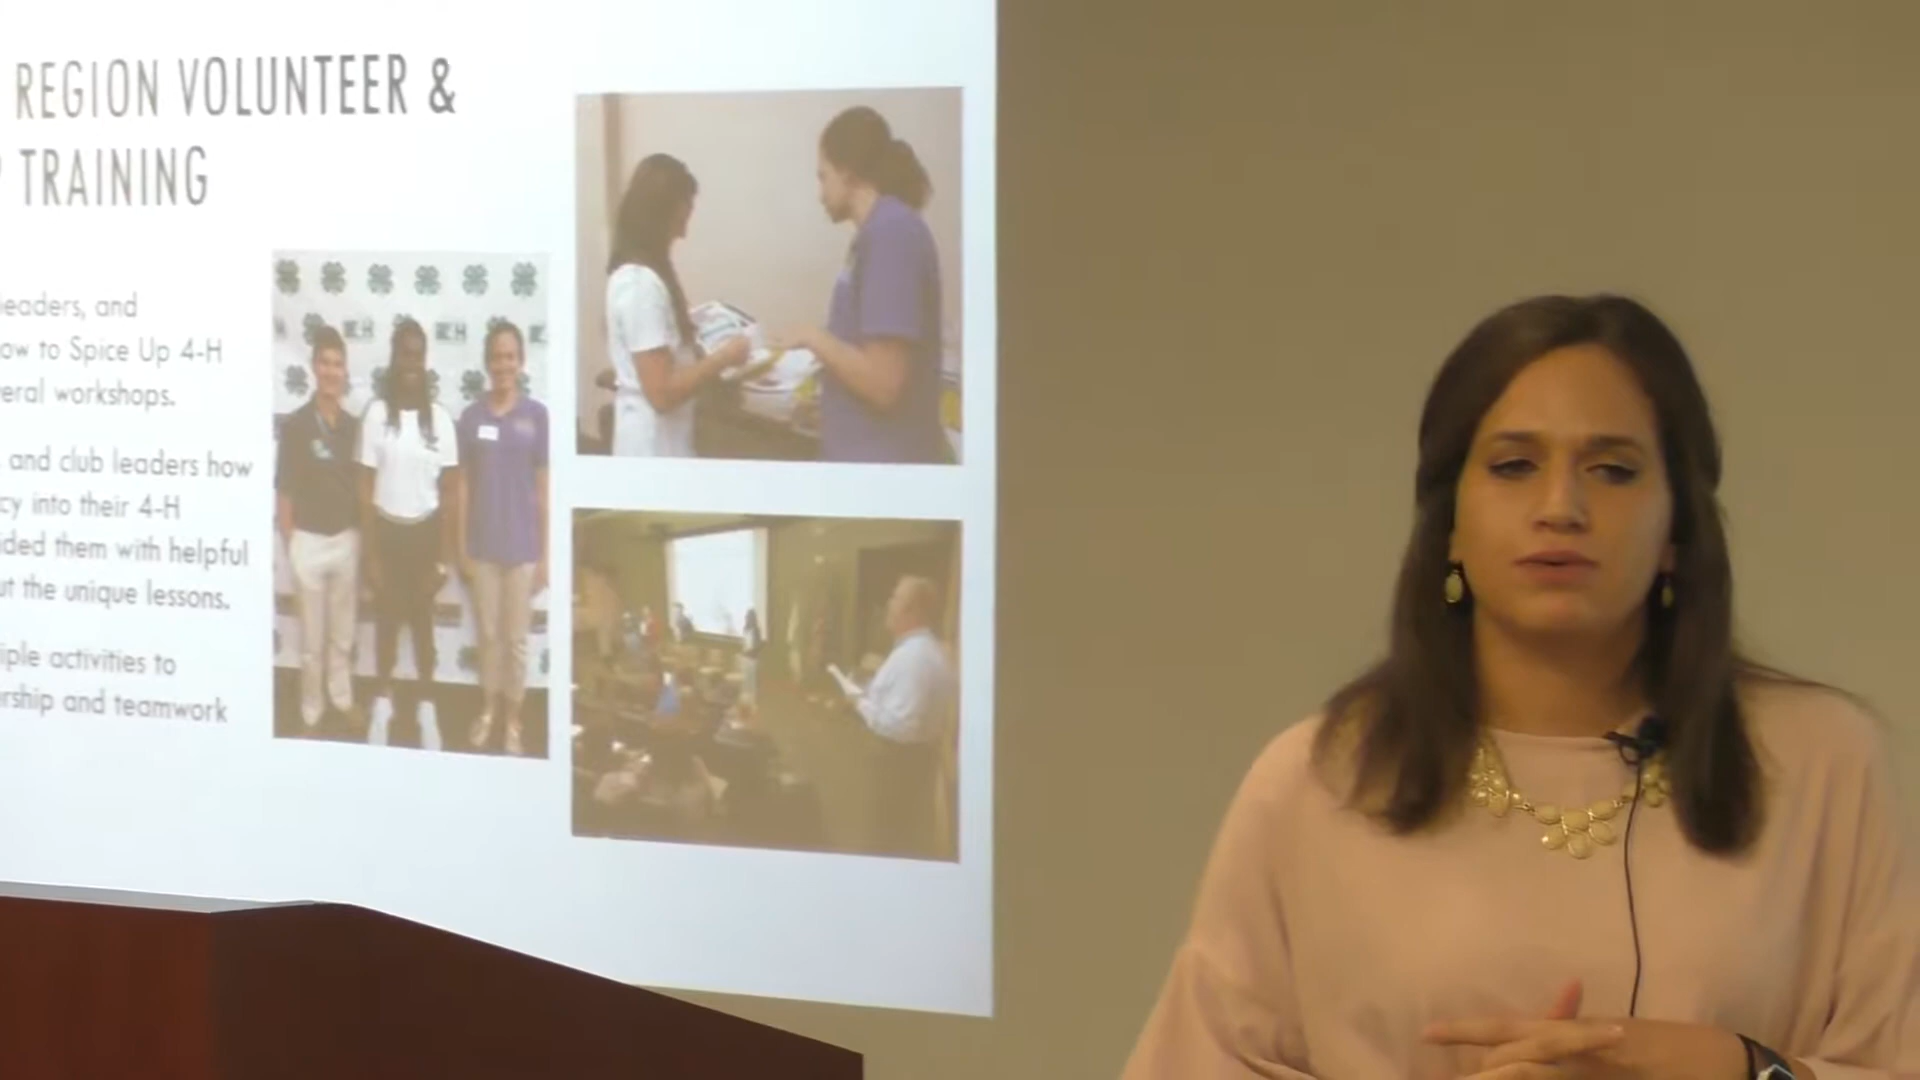 REGION VOLUNTEER &
TRAINING
leaders, and
ow to Spice Up 4-H
eral workshops.
and club leaders how
cy into their 4-H
ided them with helpful
ut the unique lessons.
iple activities to
rship and teamwork